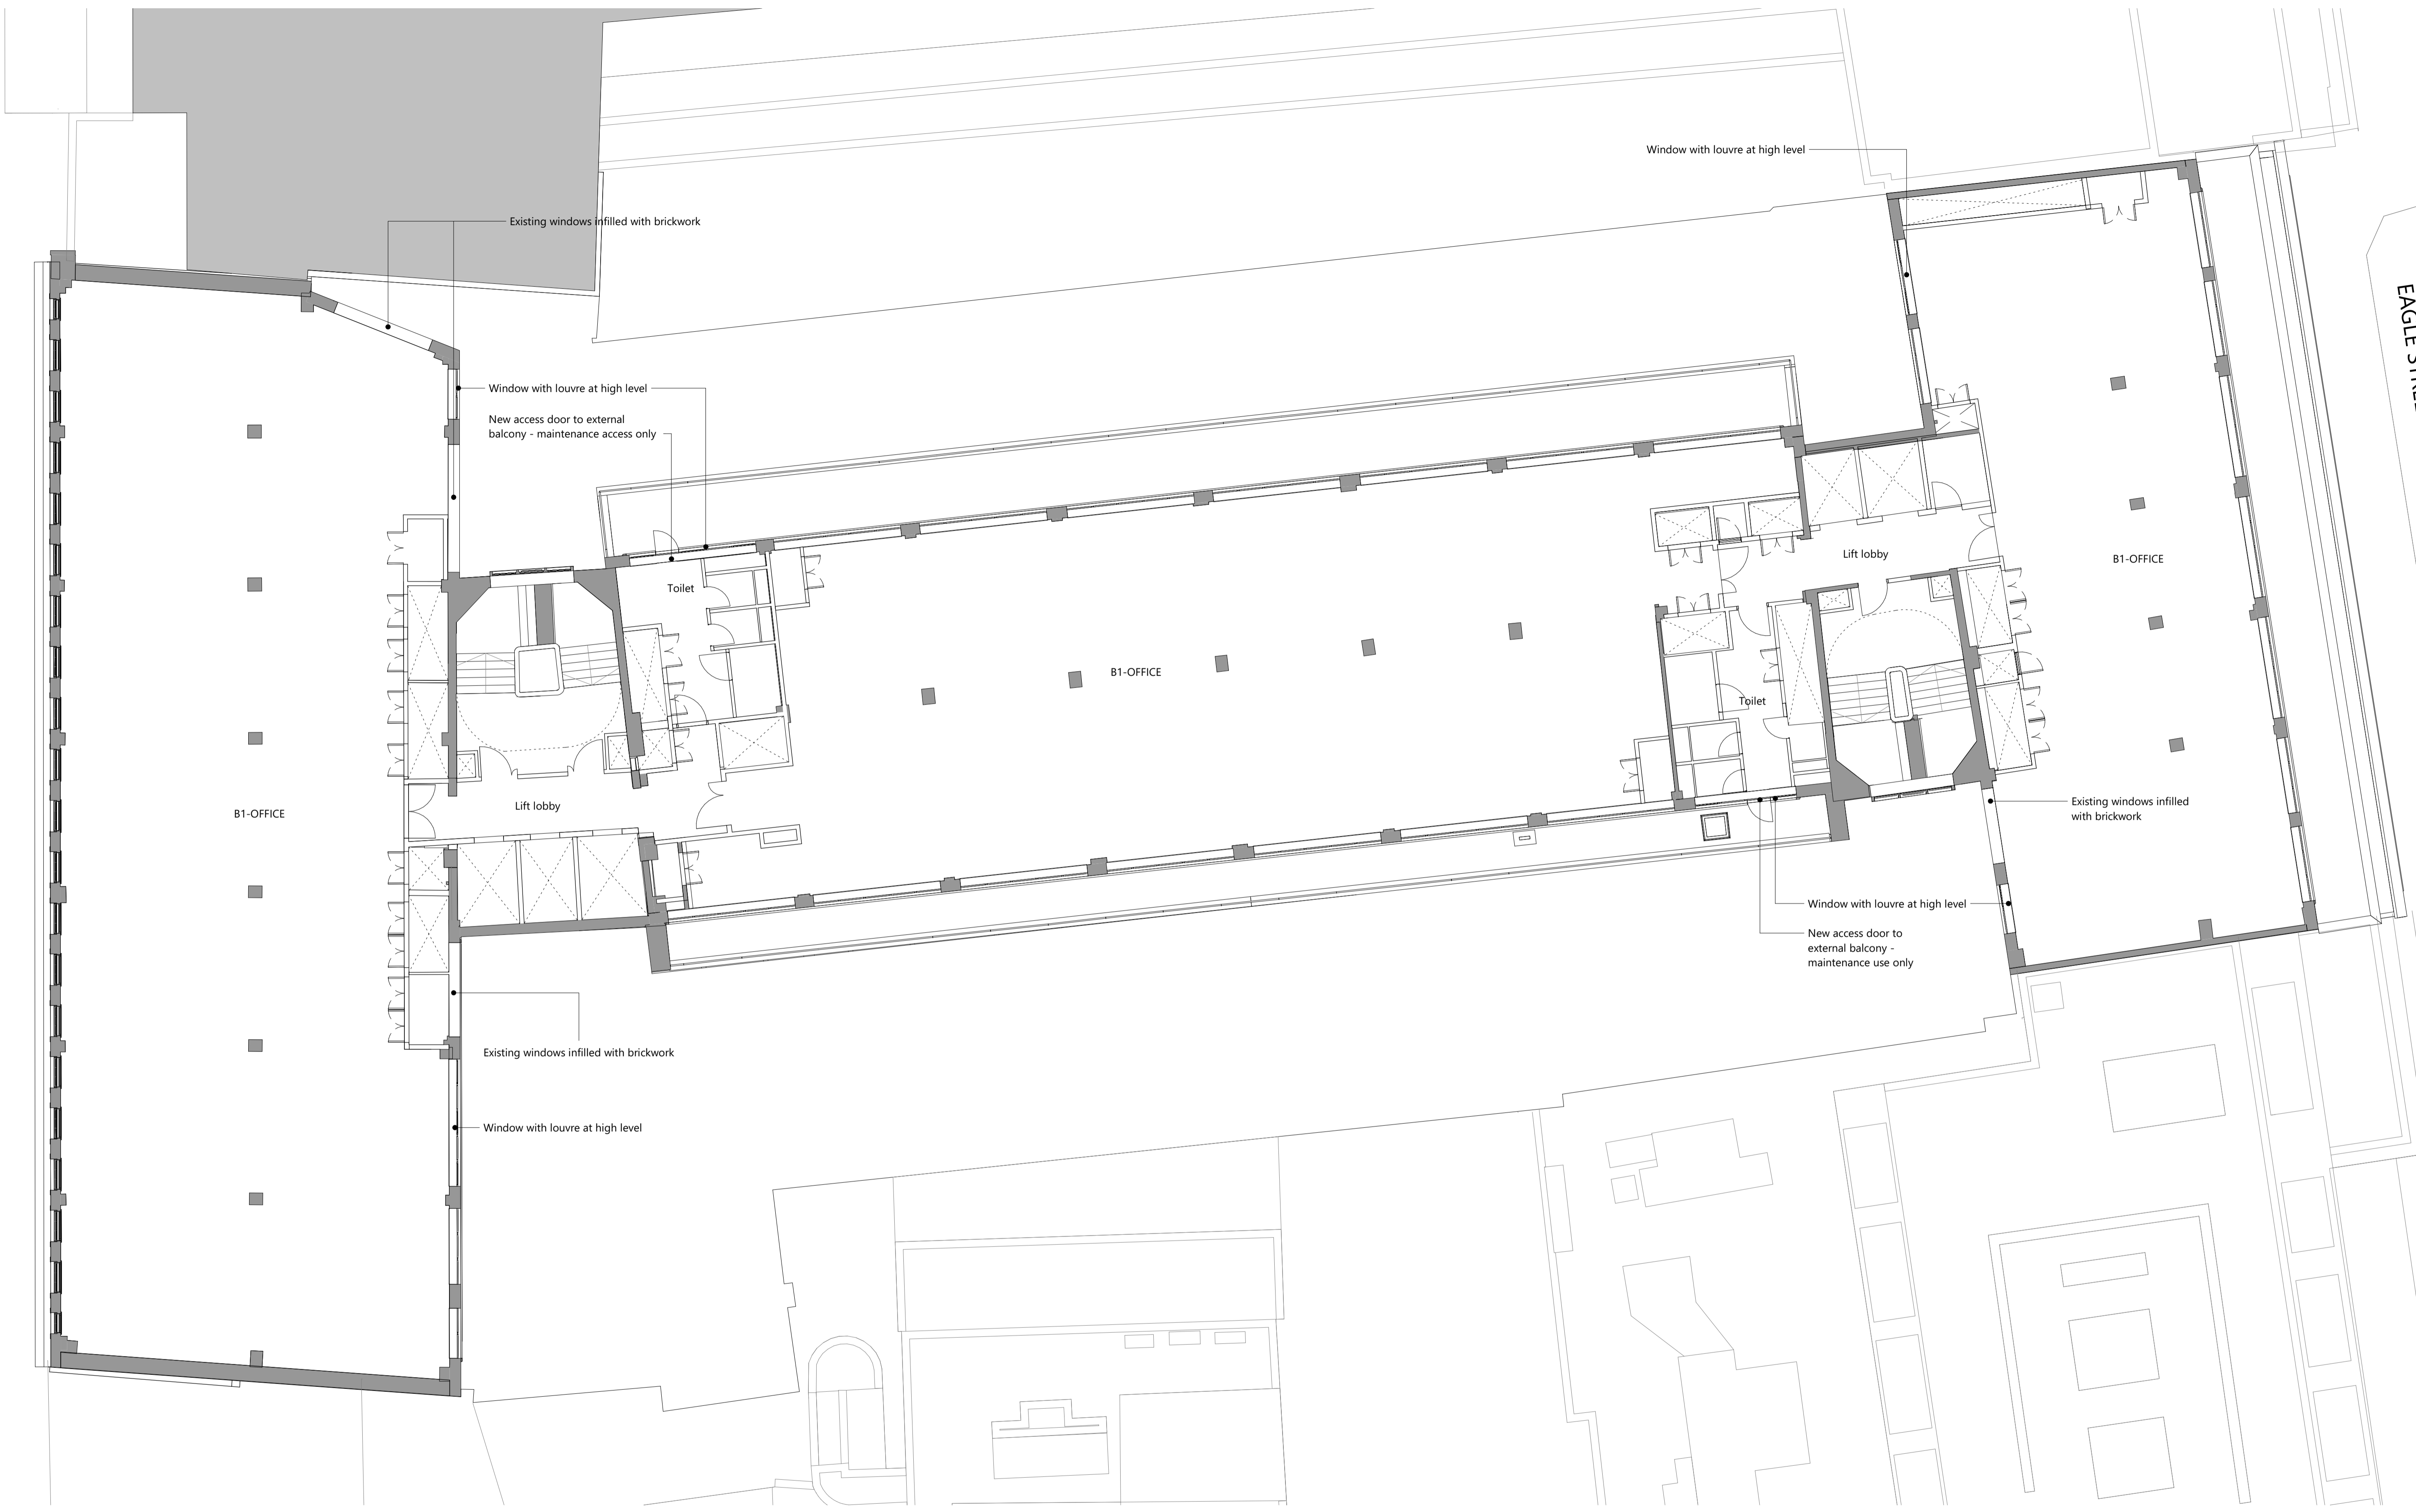 Window with louvre at high level
Existing windows infilled with brickwork
EAGLE
Window with louvre at high level
New access door to external
balcony - maintenance access only
Lift lobby
B1-OFFICE
Toilet
B1-OFFICE
Toilet
Lift lobby
B1-OFFICE
Existing windows infilled
with brickwork
Window with louvre at high level
New access door to
external balcony -
maintenance use only
Existing windows infilled with brickwork
Window with louvre at high level